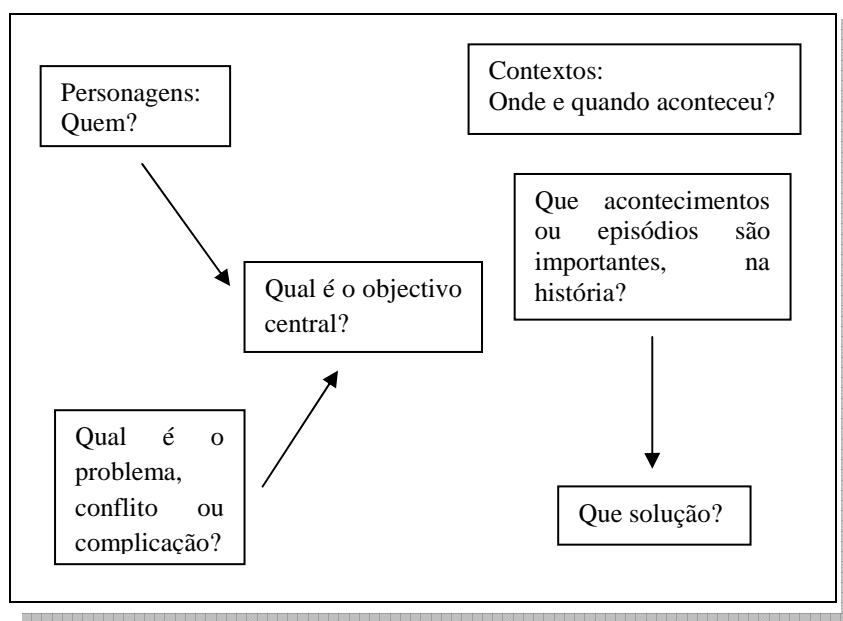 Personagens:
Quem?
Contextos:
Onde e quando aconteceu?
Que acontecimentos
ou episódios são
importantes, na
história?
Qual é o objectivo
central?
Qual é o
problema,
conflito ou
complicação?
Que solução?